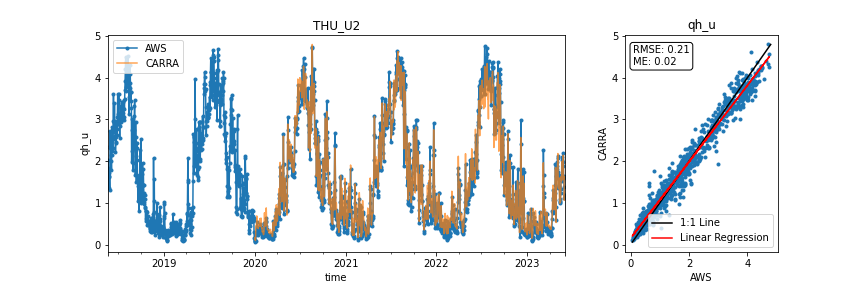 THU_U2
AWS
CARRA
qh_u
5
4
3
2
1
0
2019
2020
2021
2022
2023
time
qh_u
RMSE: 0.21
ME: 0.02
CARRA
5
4
3
2
1
0
1:1 Line
Linear Regression
0
2
4
AWS